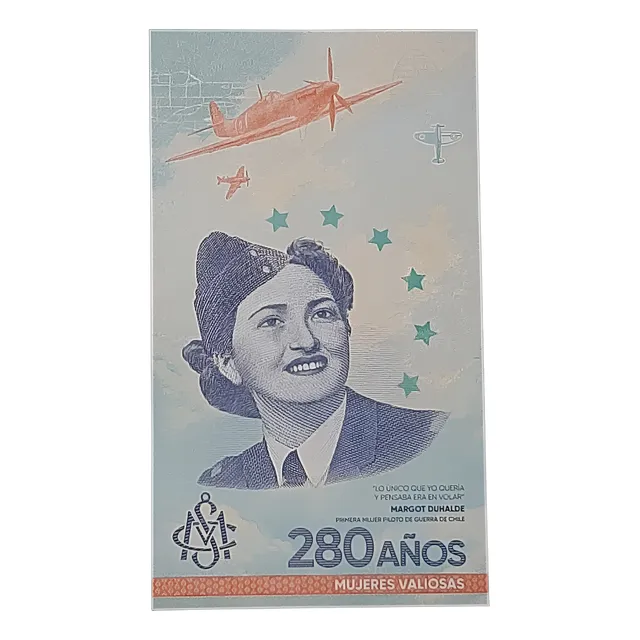 "LO ÚNICO QUE YO QUERÍA
Y PENSABA ERA EN VOLAR"
MARGOT DUHALDE
PRIMERA MUJER PILOTO DE GUERRA DE CHILE
280 AÑOS
MUJERES VALIOSAS